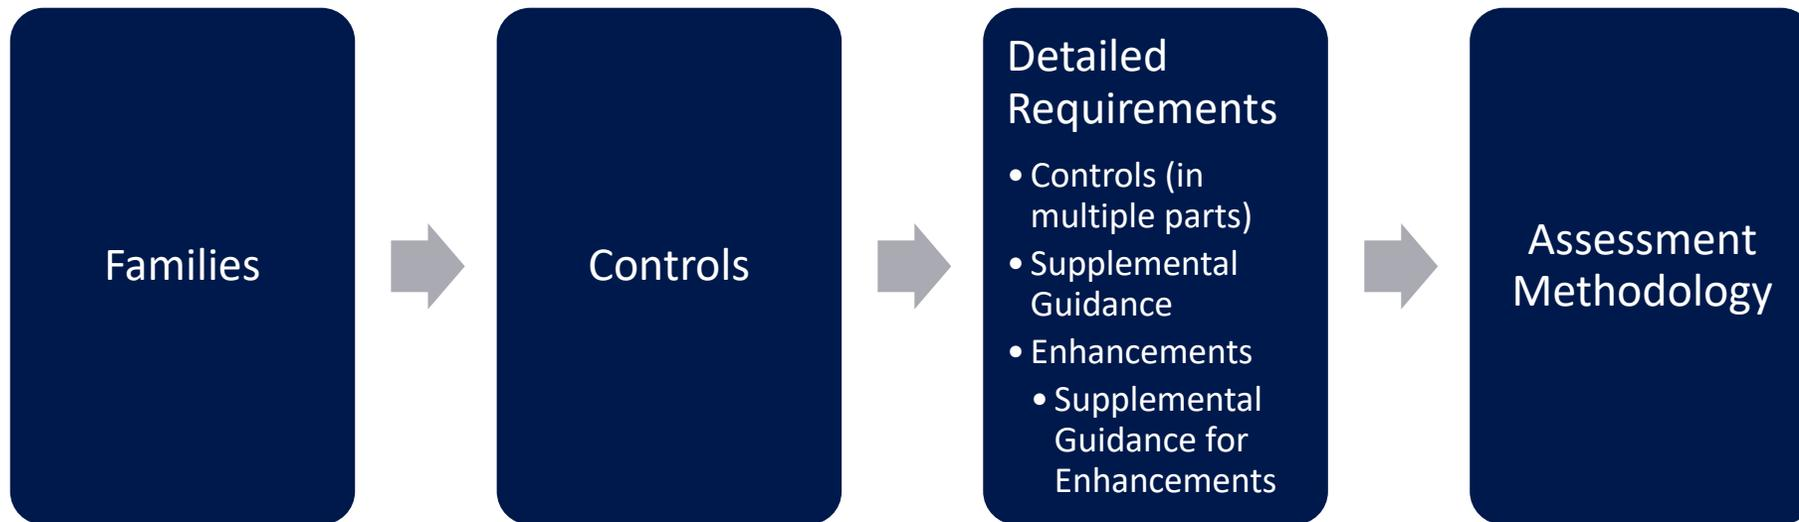 Families
Controls
Detailed
Requirements
• Controls (in
multiple parts)
• Supplemental
Guidance
• Enhancements
• Supplemental
Guidance for
Enhancements
Assessment
Methodology